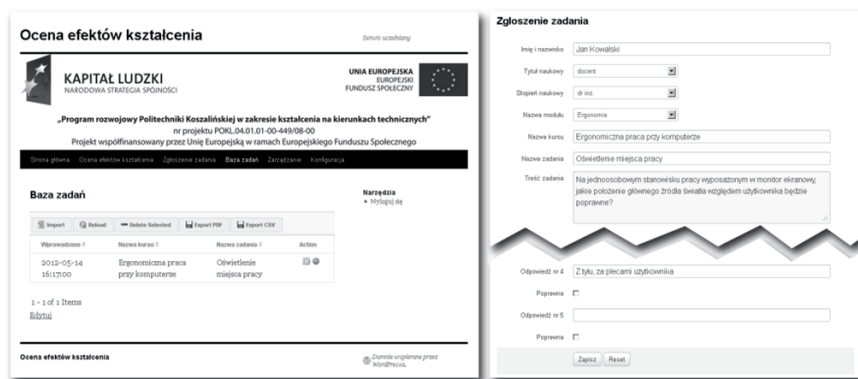 Ocena efektów kształcenia
Serwis uczelniany
KAPITAŁ LUDZKI
NARODOWA STRATEGIA SPÓJNOŚCI
UNIA EUROPEJSKA
EUROPEJSKI
FUNDUSZ SPOŁECZNY
„Program rozwojowy Politechniki Koszalińskiej w zakresie kształcenia na kierunkach technicznych”
nr projektu POKL.04.01.01-00-449/08-00
Projekt współfinansowany przez Unię Europejską w ramach Europejskiego Funduszu Społecznego
Strona główna Ocena efektów kształcenia Zgłoszenie zadania Baza zadań Zarządzanie Konfiguracja
Baza zadań
Narzędzia
Wyloguj się
Import Reload Delete Selected Export PDF Export CSV
Wprowadzono Nazwa kursu Nazwa zadania Action
2012-05-14 Ergonomiczna praca Oświetlenie
16:17:00 przy komputerze miejsca pracy
1 - 1 of 1 Items
Edytuj
Ocena efektów kształcenia
Dumnie wspierane przez
WordPress.
Zgłoszenie zadania
Imię i nazwisko Jan Kowalski
Tytuł naukowy docent
Stopień naukowy dr inż.
Nazwa modułu Ergonomia
Nazwa kursu Ergonomiczna praca przy komputerze
Nazwa zadania Oświetlenie miejsca pracy
Treść zadania Na jednoosobowym stanowisku pracy wyposażonym w monitor ekranowy,
jakie położenie głównego źródła światła względem użytkownika będzie
poprawne?
Odpowiedź nr 4 Z tyłu, za plecami użytkownika
Poprawna
Odpowiedź nr 5
Poprawna
Zapisz Reset